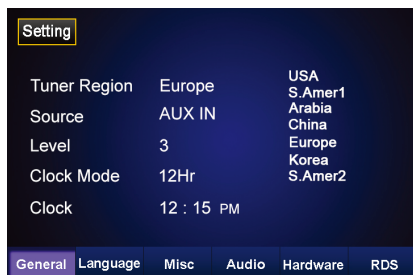 Setting
Tuner Region Europe
Source AUX IN
Level 3
Clock Mode 12Hr
Clock 12 : 15 PM
USA
S.Amer1
Arabia
China
Europe
Korea
S.Amer2
General Language Misc Audio Hardware RDS